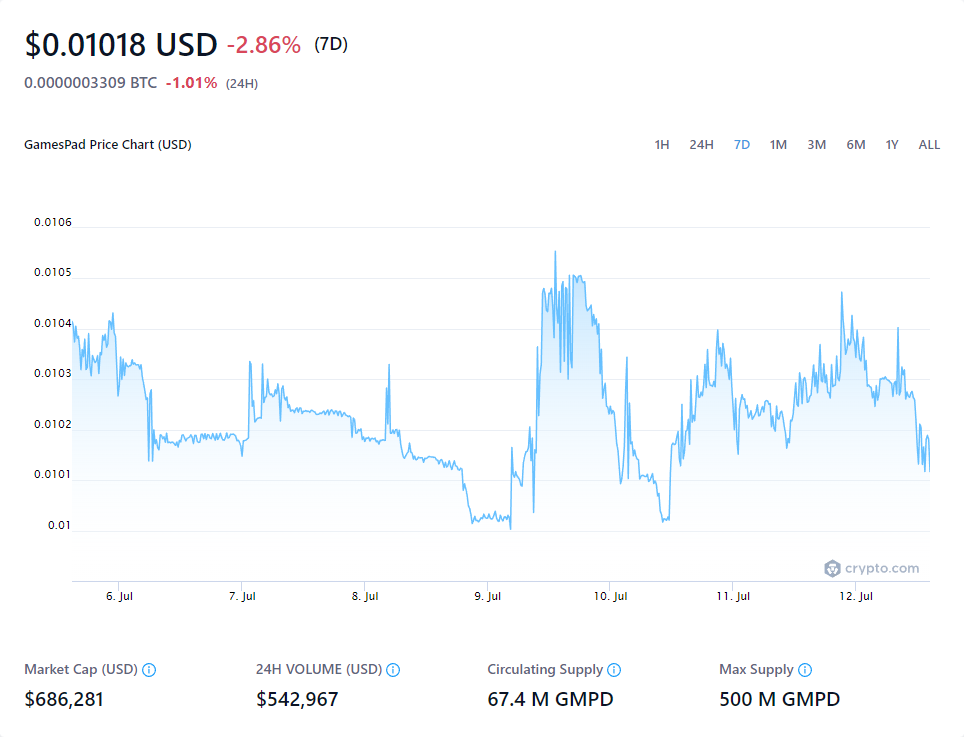 $0.01018 USD -2.86% (7D)
0.0000003309 BTC -1.01% (24H)
GamesPad Price Chart (USD) 1H 24H 7D 1M 3M 6M 1Y ALL
0.0106
0.0105
0.0104
0.0103
0.0102
0.0101
0.01
crypto.com
6. Jul 7. Jul 8. Jul 9. Jul 10. Jul 11. Jul 12. Jul
Market Cap (USD) 24H VOLUME (USD) Circulating Supply Max Supply
$686,281 $542,967 67.4 M GMPD 500 M GMPD